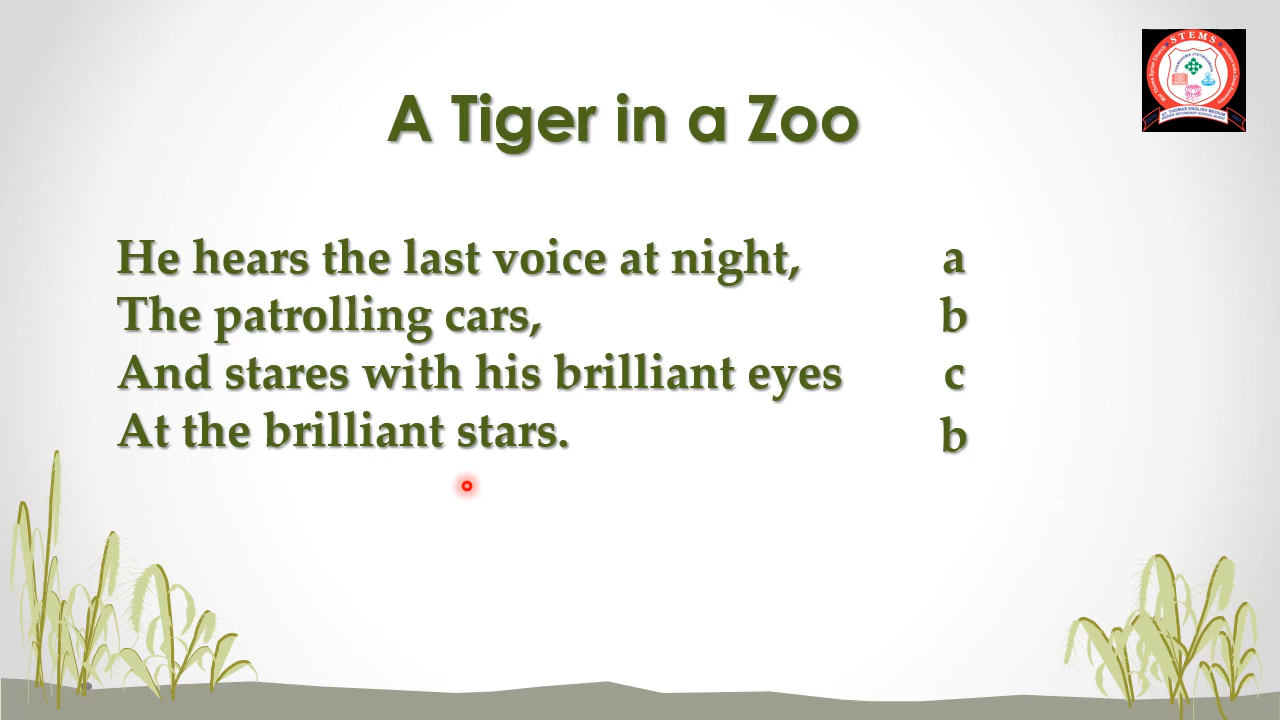 STEMS
A Tiger in a Zoo
He hears the last voice at night, a
The patrolling cars, b
And stares with his brilliant eyes c
At the brilliant stars. b